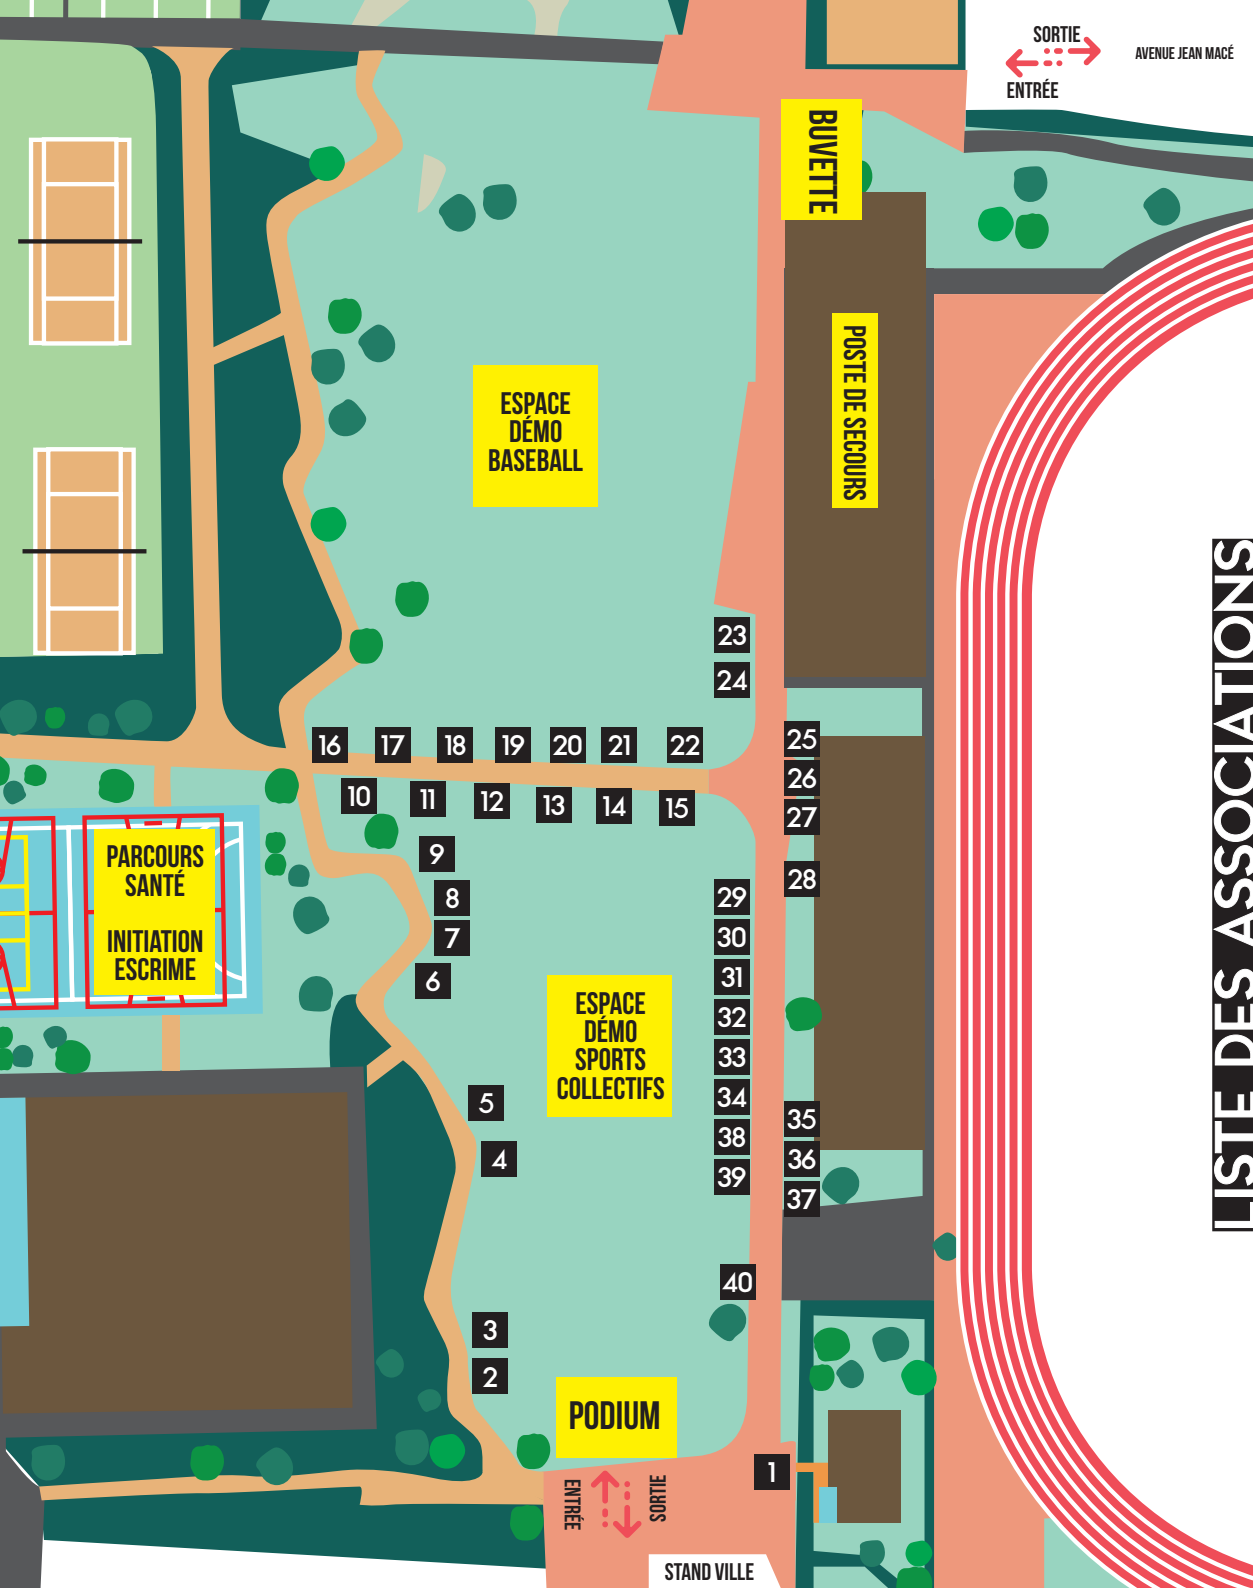 SORTIE
AVENUE JEAN MACÉ
ENTRÉE
BUVETTE
POSTE DE SECOURS
ESPACE
DÉMO
BASEBALL
23
24
16
17
18
19
20
21
22
25
26
27
28
10
11
12
13
14
15
9
8
7
6
PARCOURS
SANTÉ
INITIATION
ESCRIME
ESPACE
DÉMO
SPORTS
COLLECTIFS
29
30
31
32
33
34
38
39
35
36
37
5
4
40
3
2
PODIUM
1
ENTRÉE
SORTIE
STAND VILLE
LISTE DES ASSOCIATIONS